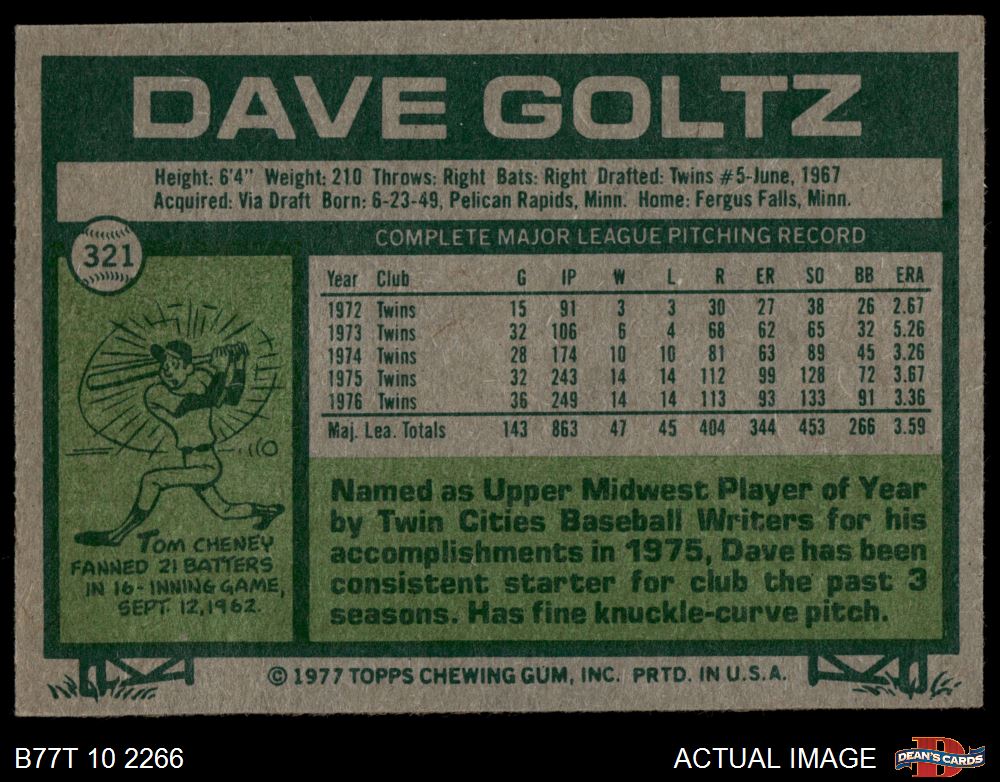 DAVE GOLTZ
Height: 6'4" Weight: 210 Throws: Right Bats: Right Drafted: Twins #5-June, 1967
Acquired: Via Draft Born: 6-23-49, Pelican Rapids, Minn. Home: Fergus Falls, Minn.
321
COMPLETE MAJOR LEAGUE PITCHING RECORD
Year Club G IP W L R ER SO BB ERA
1972 Twins 15 91 3 3 30 27 38 26 2.67
1973 Twins 32 106 6 4 68 62 65 32 5.26
1974 Twins 28 174 10 10 81 63 89 45 3.26
1975 Twins 32 243 14 14 112 99 128 72 3.67
1976 Twins 36 249 14 14 113 93 133 91 3.36
Maj. Lea. Totals 143 863 47 45 404 344 453 266 3.59
TOM CHENEY
FANNED 21 BATTERS
IN 16-INNING GAME,
SEPT. 12, 1962.
Named as Upper Midwest Player of Year
by Twin Cities Baseball Writers for his
accomplishments in 1975, Dave has been
consistent starter for club the past 3
seasons. Has fine knuckle-curve pitch.
© 1977 TOPPS CHEWING GUM, INC. PRTD. IN U.S.A.
B77T 10 2266
ACTUAL IMAGE
D
DEAN'S CARDS